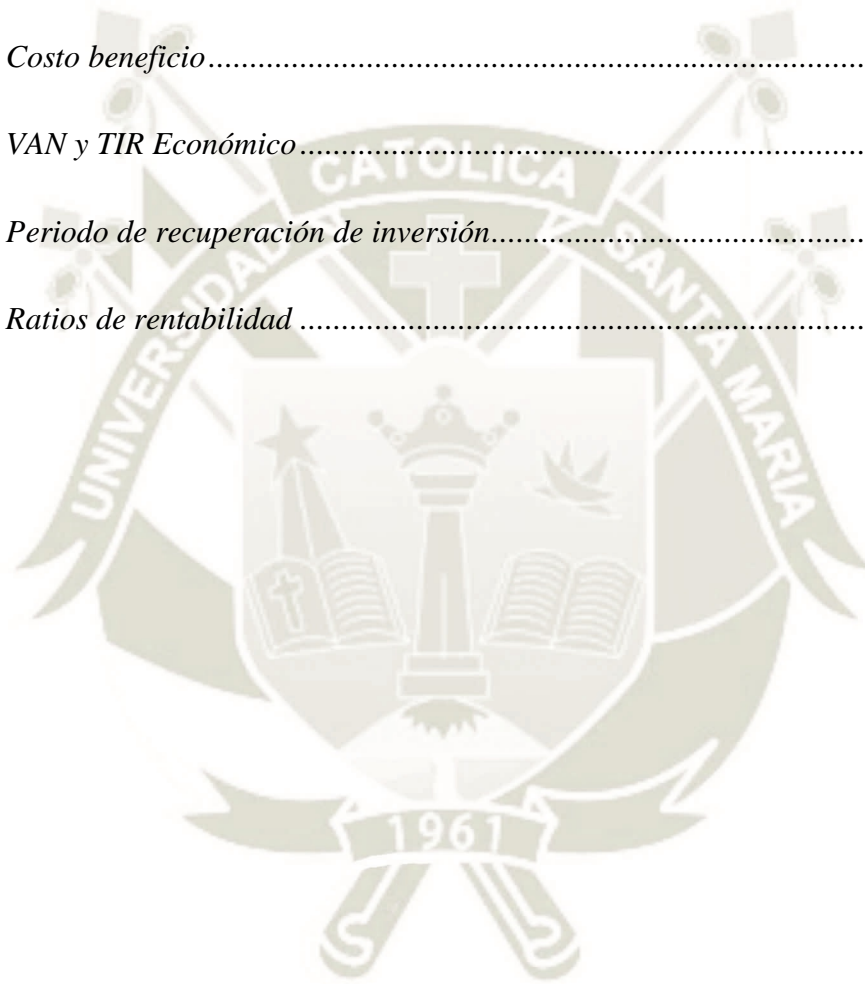 Costo beneficio........................................................................
VAN y TIR Económico........................................................................
Periodo de recuperación de inversión........................................................................
Ratios de rentabilidad ........................................................................
UNIVERSIDAD CATOLICA SANTA MARIA
1961